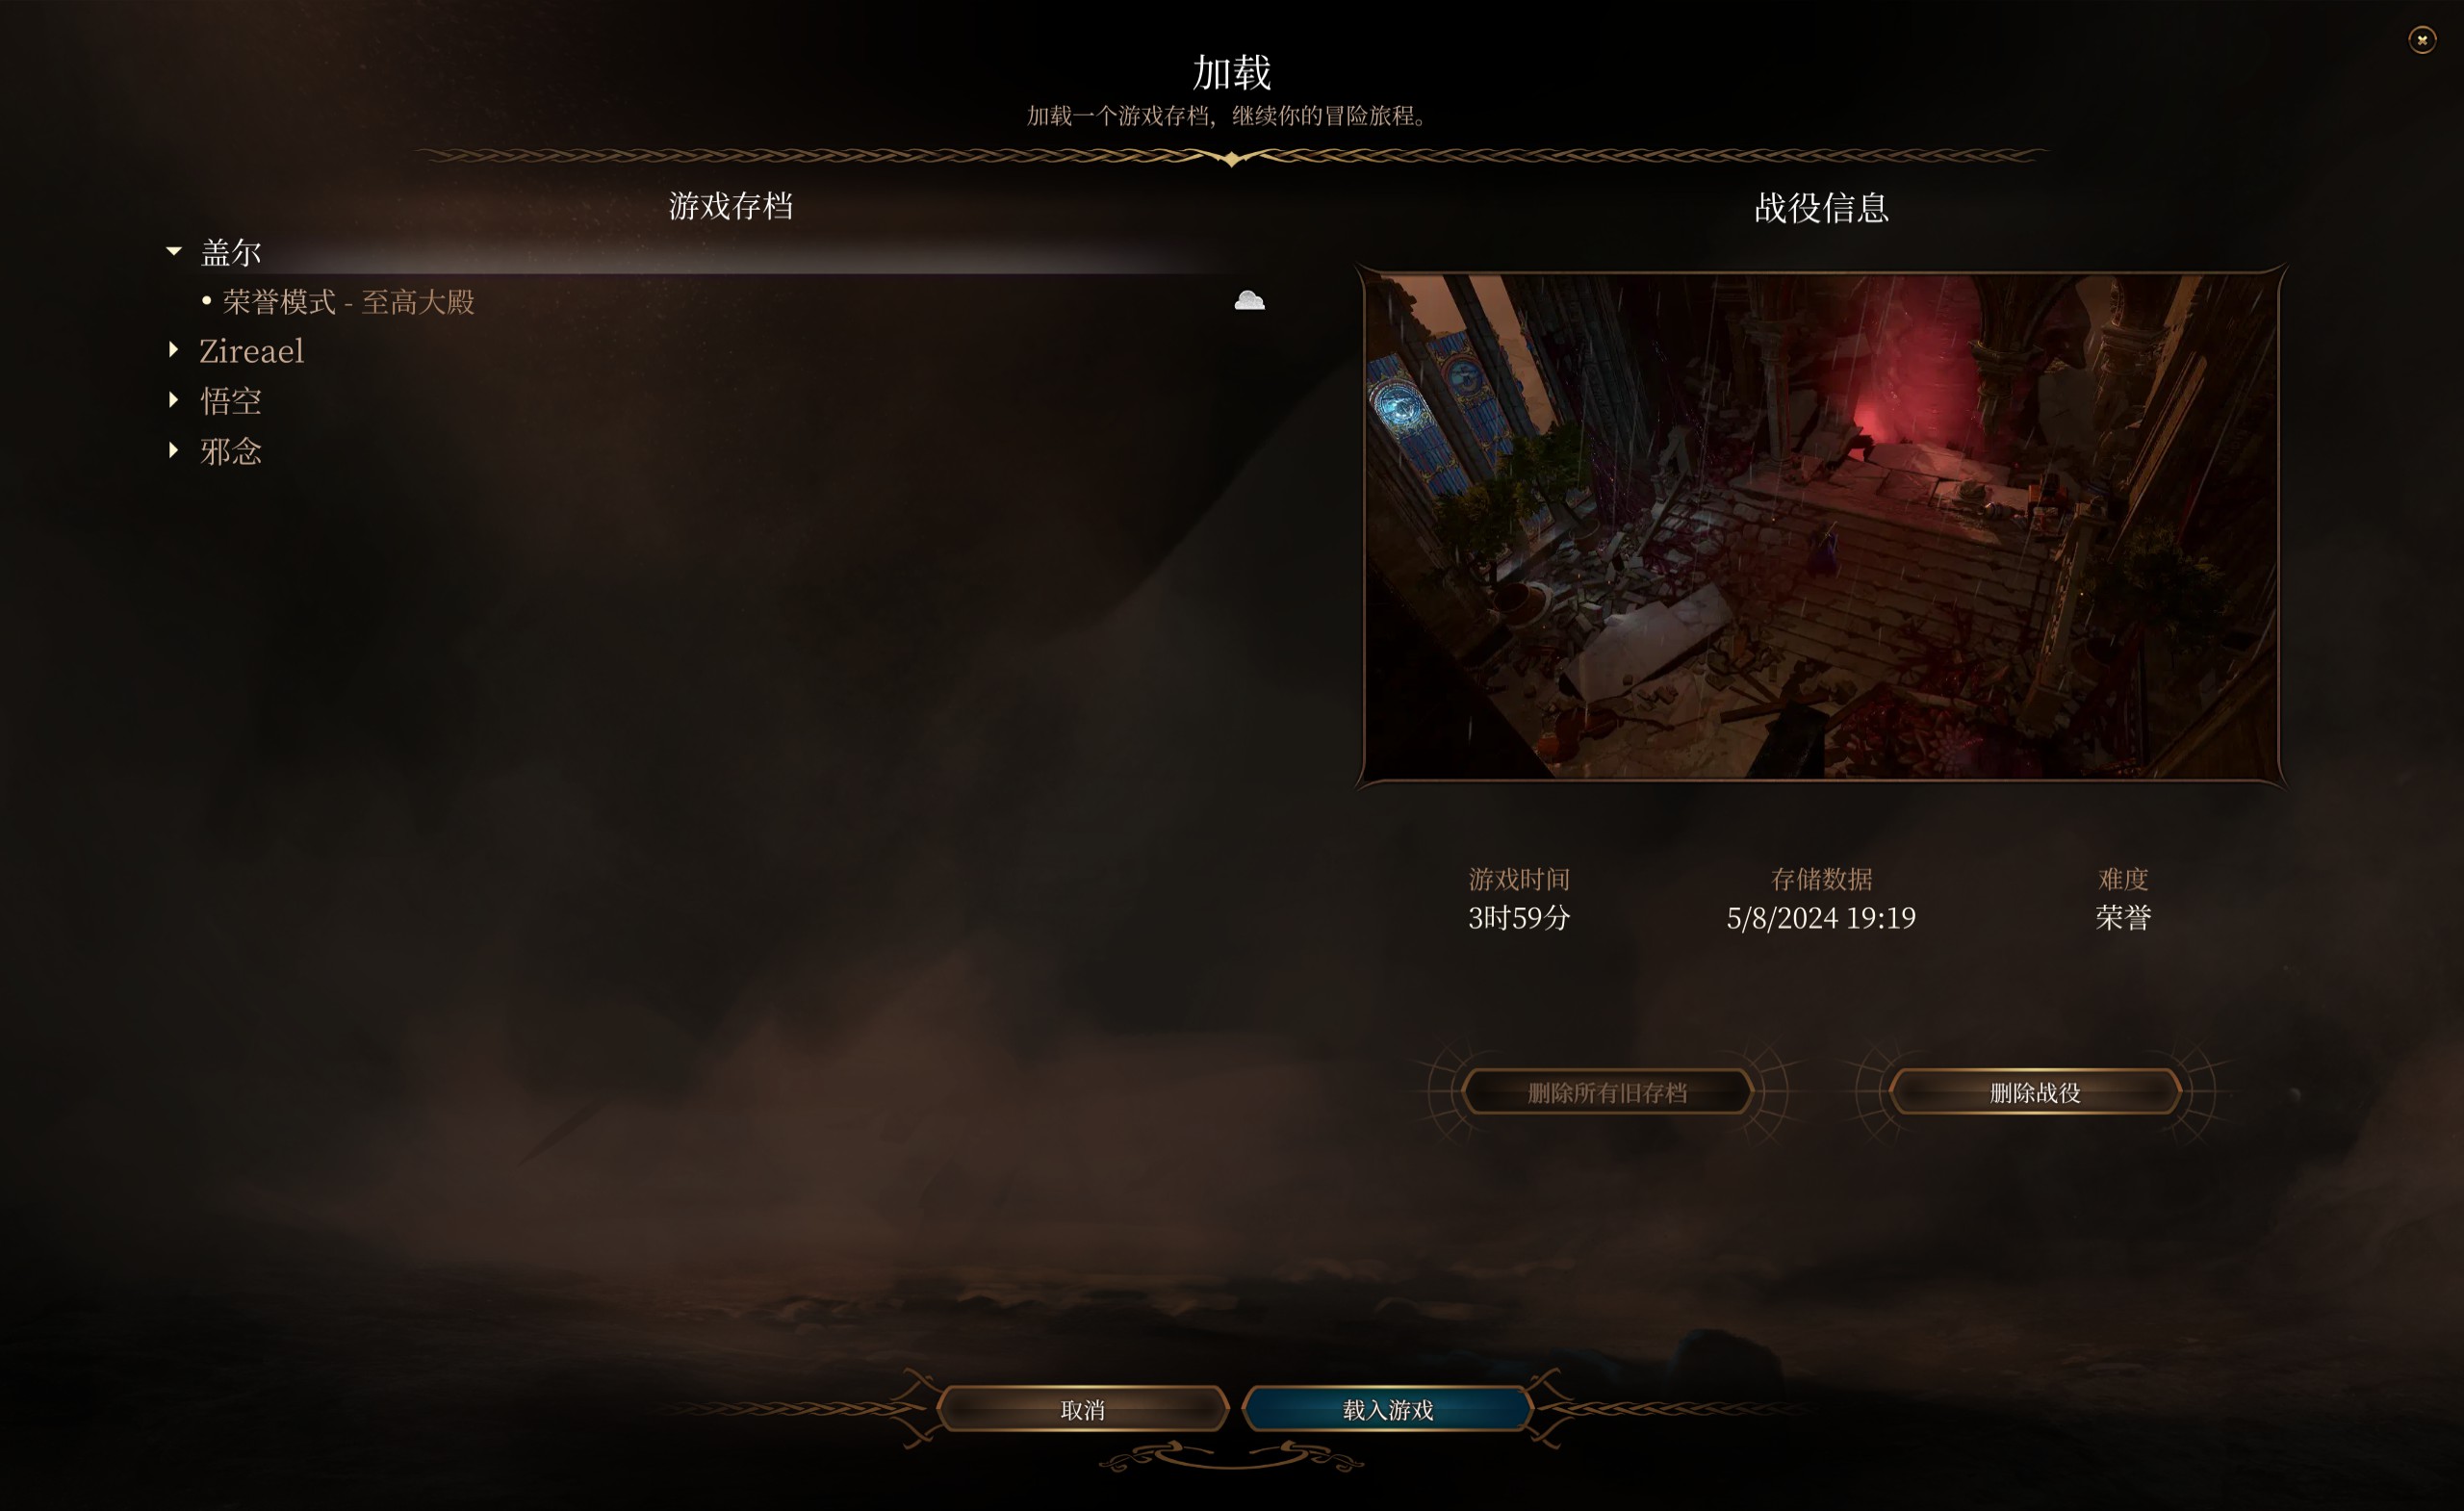 加载
加载一个游戏存档，继续你的冒险旅程。
游戏存档
盖尔
• 荣誉模式 - 至高大殿
Zireael
悟空
邪念
战役信息
游戏时间
3时59分
存储数据
5/8/2024 19:19
难度
荣誉
删除所有旧存档
删除战役
取消
载入游戏